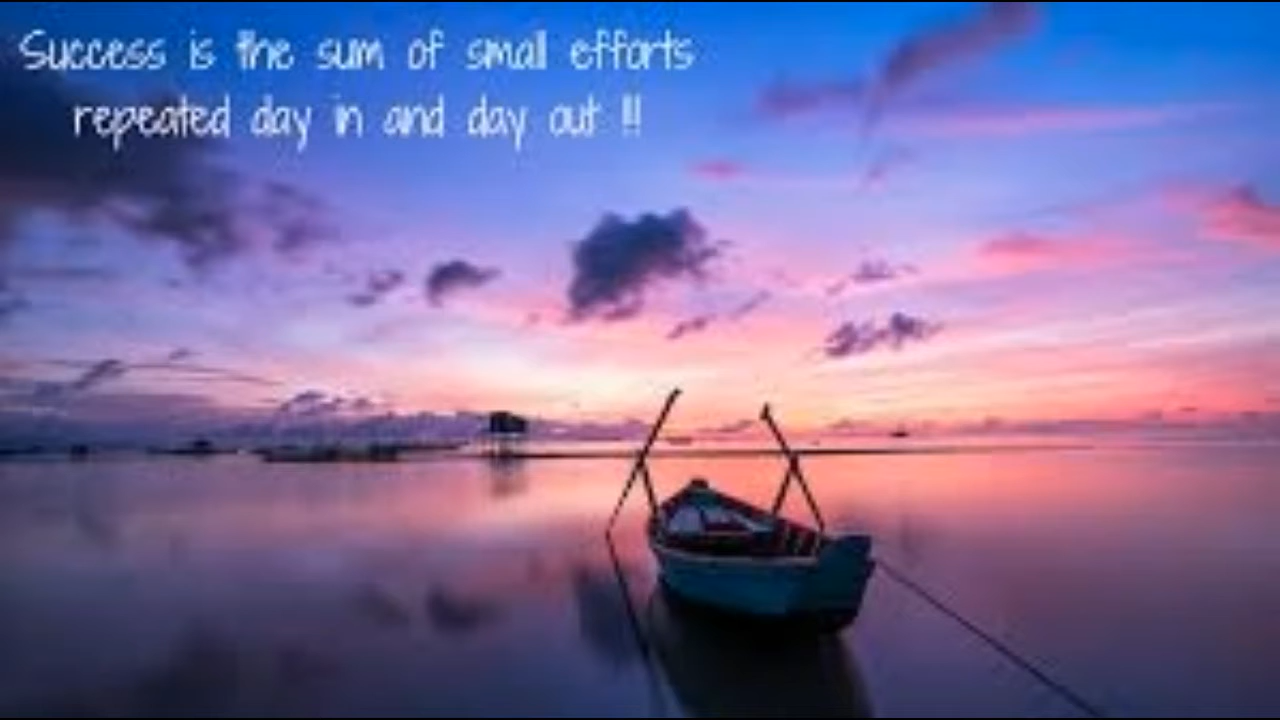 Success is the sum of small efforts
repeated day in and day out !!!